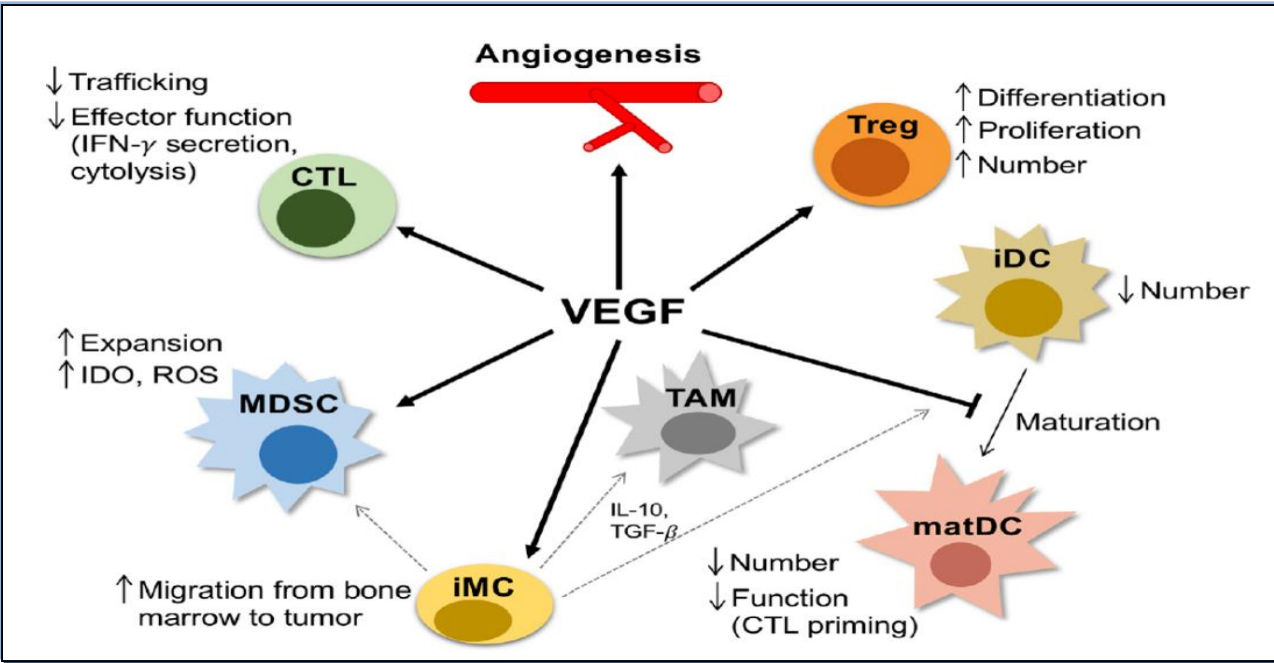 Angiogenesis
↓ Trafficking
↓ Effector function
(IFN-γ secretion,
cytolysis)
CTL
Treg
↑ Differentiation
↑ Proliferation
↑ Number
iDC
↓ Number
VEGF
↑ Expansion
↑ IDO, ROS
MDSC
TAM
Maturation
IL-10,
TGF-β
matDC
↓ Number
↓ Function
(CTL priming)
iMC
↑ Migration from bone
marrow to tumor